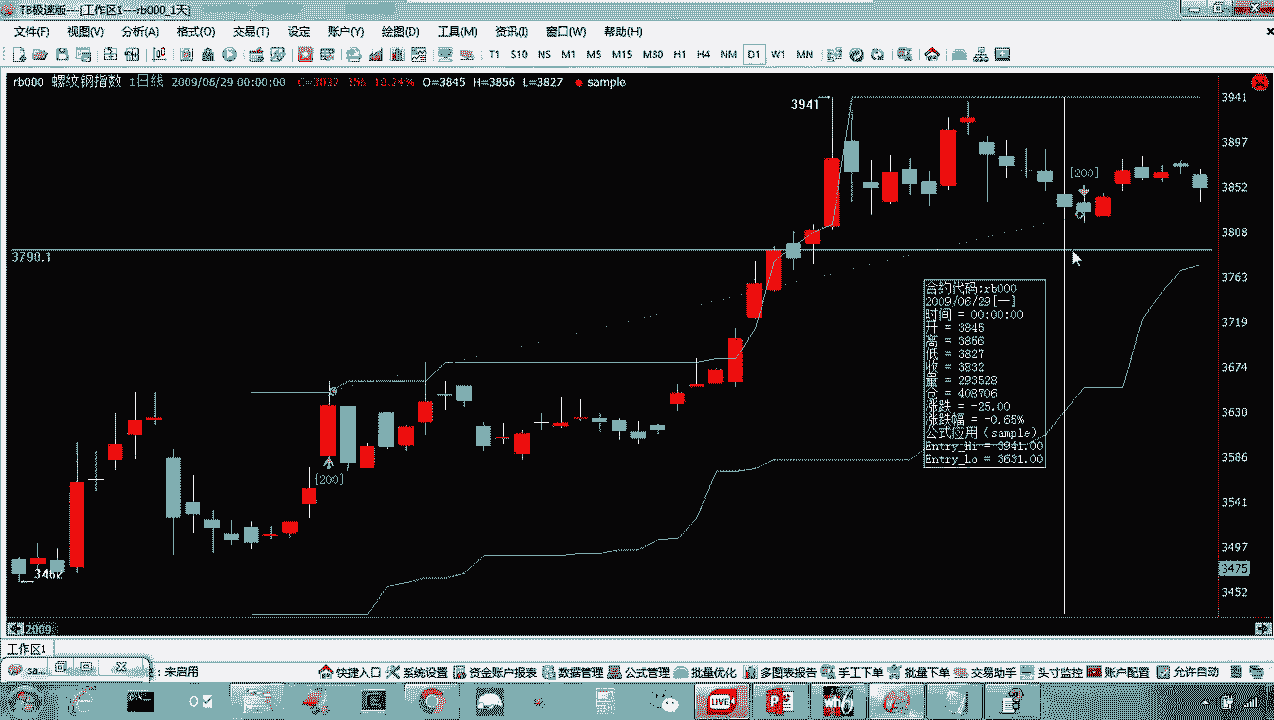 TB极速版---[工作区1---rb000_1天]
文件(F) 视图(V) 分析(A) 格式(O) 交易(T) 设定 账户(Y) 绘图(D) 工具(M) 资讯(I) 窗口(W) 帮助(H)
T1 S10 NS M1 M5 M15 M30 H1 H4 NM D1 W1 MN
rb000 螺纹钢指数 1日线 2009/06/29 00:00:00 O=3845 H=3856 L=3827 sample
3941
3941
3897
3852
3808
3763
3719
3674
3630
3586
3541
3497
3475
3452
[200]
3790.1
合约代码:rb000
2009/06/29[一]
时间 = 00:00:00
开 = 3845
高 = 3856
低 = 3827
收 = 3832
量 = 293528
仓 = 408706
涨跌 = -25.00
涨跌幅 = -0.65%
公式应用 (sample)
Entry_Hi = 3941.00
Entry_Lo = 3631.00
[200]
2009
工作区1
sa... : 未启用 快捷入口 系统设置 资金账户报表 数据管理 公式管理 批量优化 多图表报告 手工下单 批量下单 交易助手 头寸监控 账户配置 允许自动
LIVE